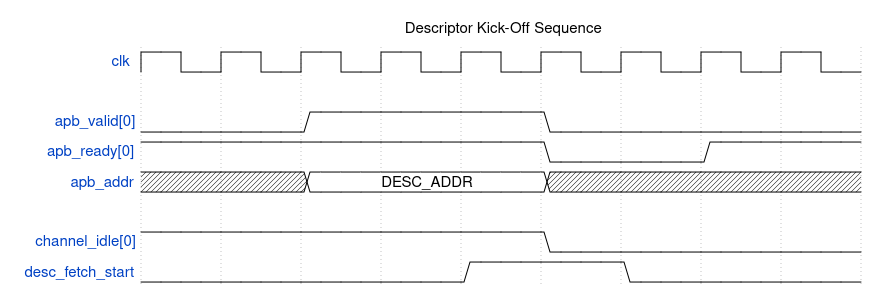 Descriptor Kick-Off Sequence
clk
apb_valid[0]
apb_ready[0]
apb_addr DESC_ADDR
channel_idle[0]
desc_fetch_start